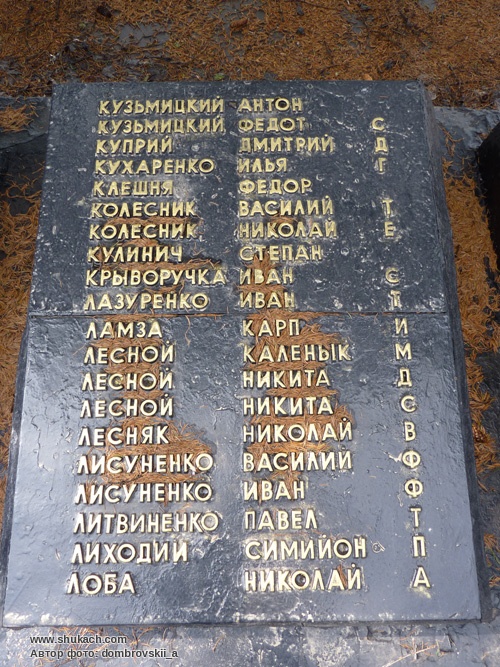 КУЗЬМИЦКИЙ АНТОН
КУЗЬМИЦКИЙ ФЕДОТ С
КУПРИЙ ДМИТРИЙ Д
КУХАРЕНКО ИЛЬЯ Г
КЛЕШНЯ ФЕДОР
КОЛЕСНИК ВАСИЛИЙ Т
КОЛЕСНИК НИКОЛАЙ Е
КУЛИНИЧ СТЕПАН
КРЫВОРУЧКА ИВАН С
ЛАЗУРЕНКО ИВАН Т
ЛАМЗА КАРП И
ЛЕСНОЙ КАЛЕНЫК М
ЛЕСНОЙ НИКИТА Д
ЛЕСНОЙ НИКИТА С
ЛЕСНЯК НИКОЛАЙ В
ЛИСУНЕНКО ВАСИЛИЙ Ф
ЛИСУНЕНКО ИВАН Ф
ЛИТВИНЕНКО ПАВЕЛ Т
ЛИХОДИИ СИМИЙОН П
ЛОБА НИКОЛАЙ А
www.shukach.com
Автор фото: dombrovskii_a